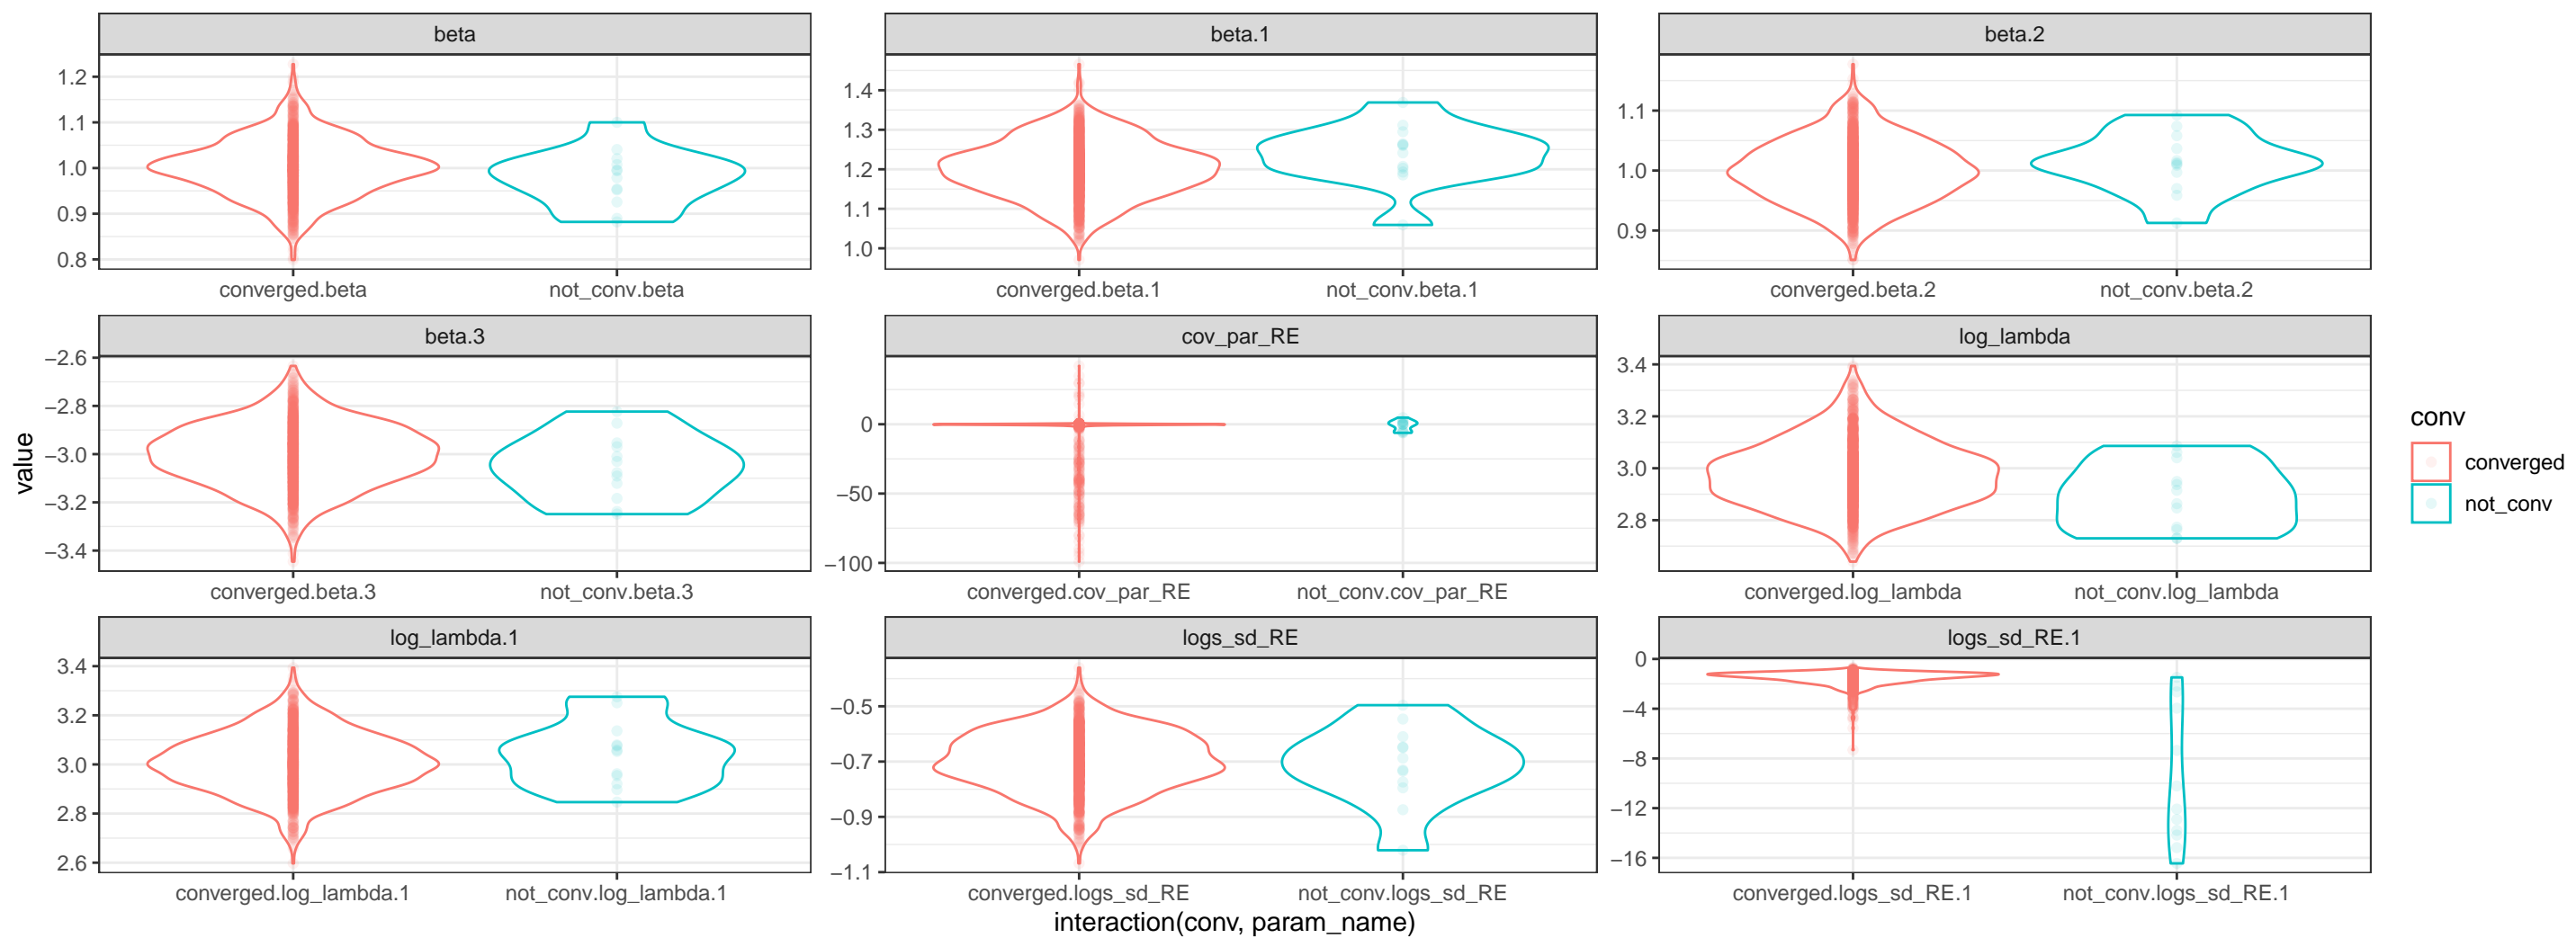 beta
beta.1
beta.2
1.2
1.1
1.0
0.9
0.8
1.4
1.3
1.2
1.1
1.0
1.1
1.0
0.9
converged.beta
not_conv.beta
converged.beta.1
not_conv.beta.1
converged.beta.2
not_conv.beta.2
beta.3
cov_par_RE
log_lambda
−2.6
−2.8
−3.0
−3.2
−3.4
0
−50
−100
3.4
3.2
3.0
2.8
converged.beta.3
not_conv.beta.3
converged.cov_par_RE
not_conv.cov_par_RE
converged.log_lambda
not_conv.log_lambda
log_lambda.1
logs_sd_RE
logs_sd_RE.1
3.4
3.2
3.0
2.8
2.6
−0.5
−0.7
−0.9
−1.1
0
−4
−8
−12
−16
converged.log_lambda.1
not_conv.log_lambda.1
converged.logs_sd_RE
not_conv.logs_sd_RE
converged.logs_sd_RE.1
not_conv.logs_sd_RE.1
value
interaction(conv, param_name)
conv
converged
not_conv